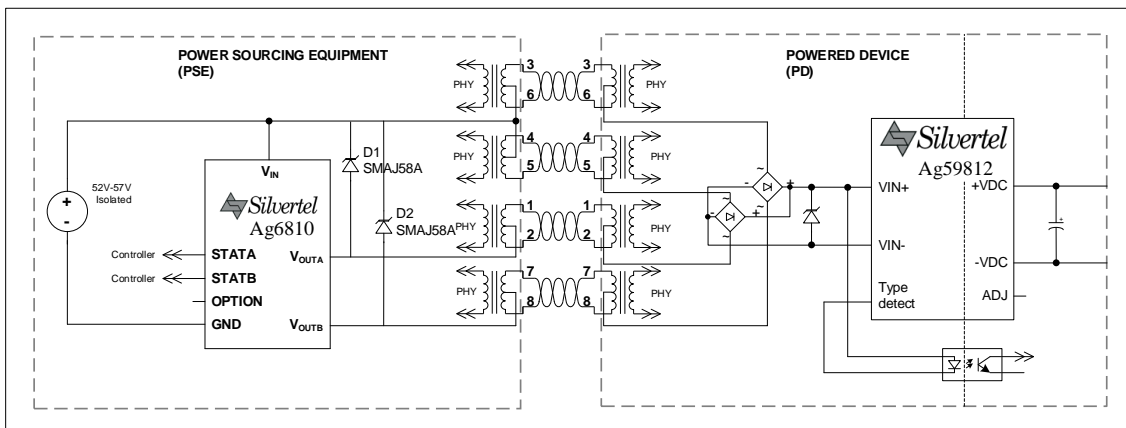 POWER SOURCING EQUIPMENT
(PSE)
POWERED DEVICE
(PD)
PHY
3
6
3
6
PHY
PHY
4
5
4
5
PHY
PHY
1
2
1
2
PHY
PHY
7
8
7
8
PHY
52V-57V
Isolated
+
-
VIN
Silvertel
Ag6810
D1
SMAJ58A
D2
SMAJ58A
Controller
STATA
Controller
STATB
OPTION
GND
VOUTA
VOUTB
~
-
+
~
~
-
+
~
Silvertel
Ag59812
VIN+
VIN-
Type
detect
+VDC
-VDC
ADJ
+